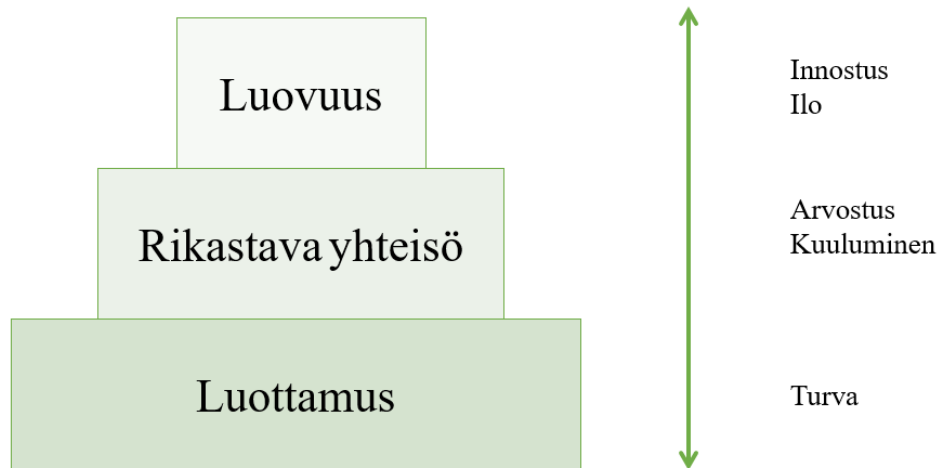 Luovuus
Innostus
Ilo
Rikastava yhteisö
Arvostus
Kuuluminen
Luottamus
Turva